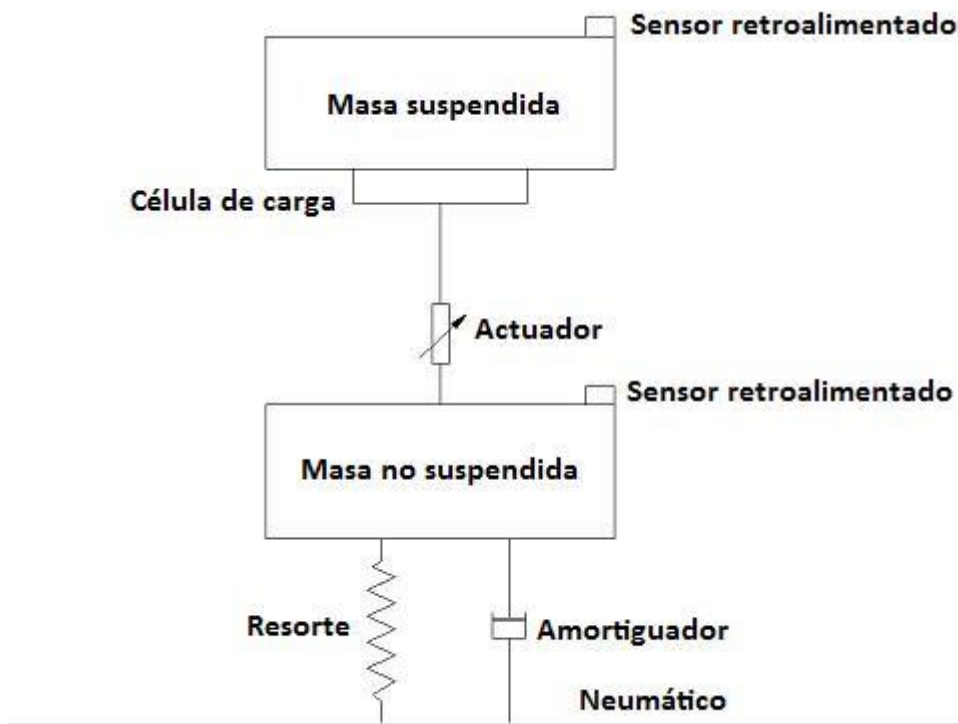 Sensor retroalimentado
Masa suspendida
Célula de carga
Actuador
Sensor retroalimentado
Masa no suspendida
Resorte
Amortiguador
Neumático